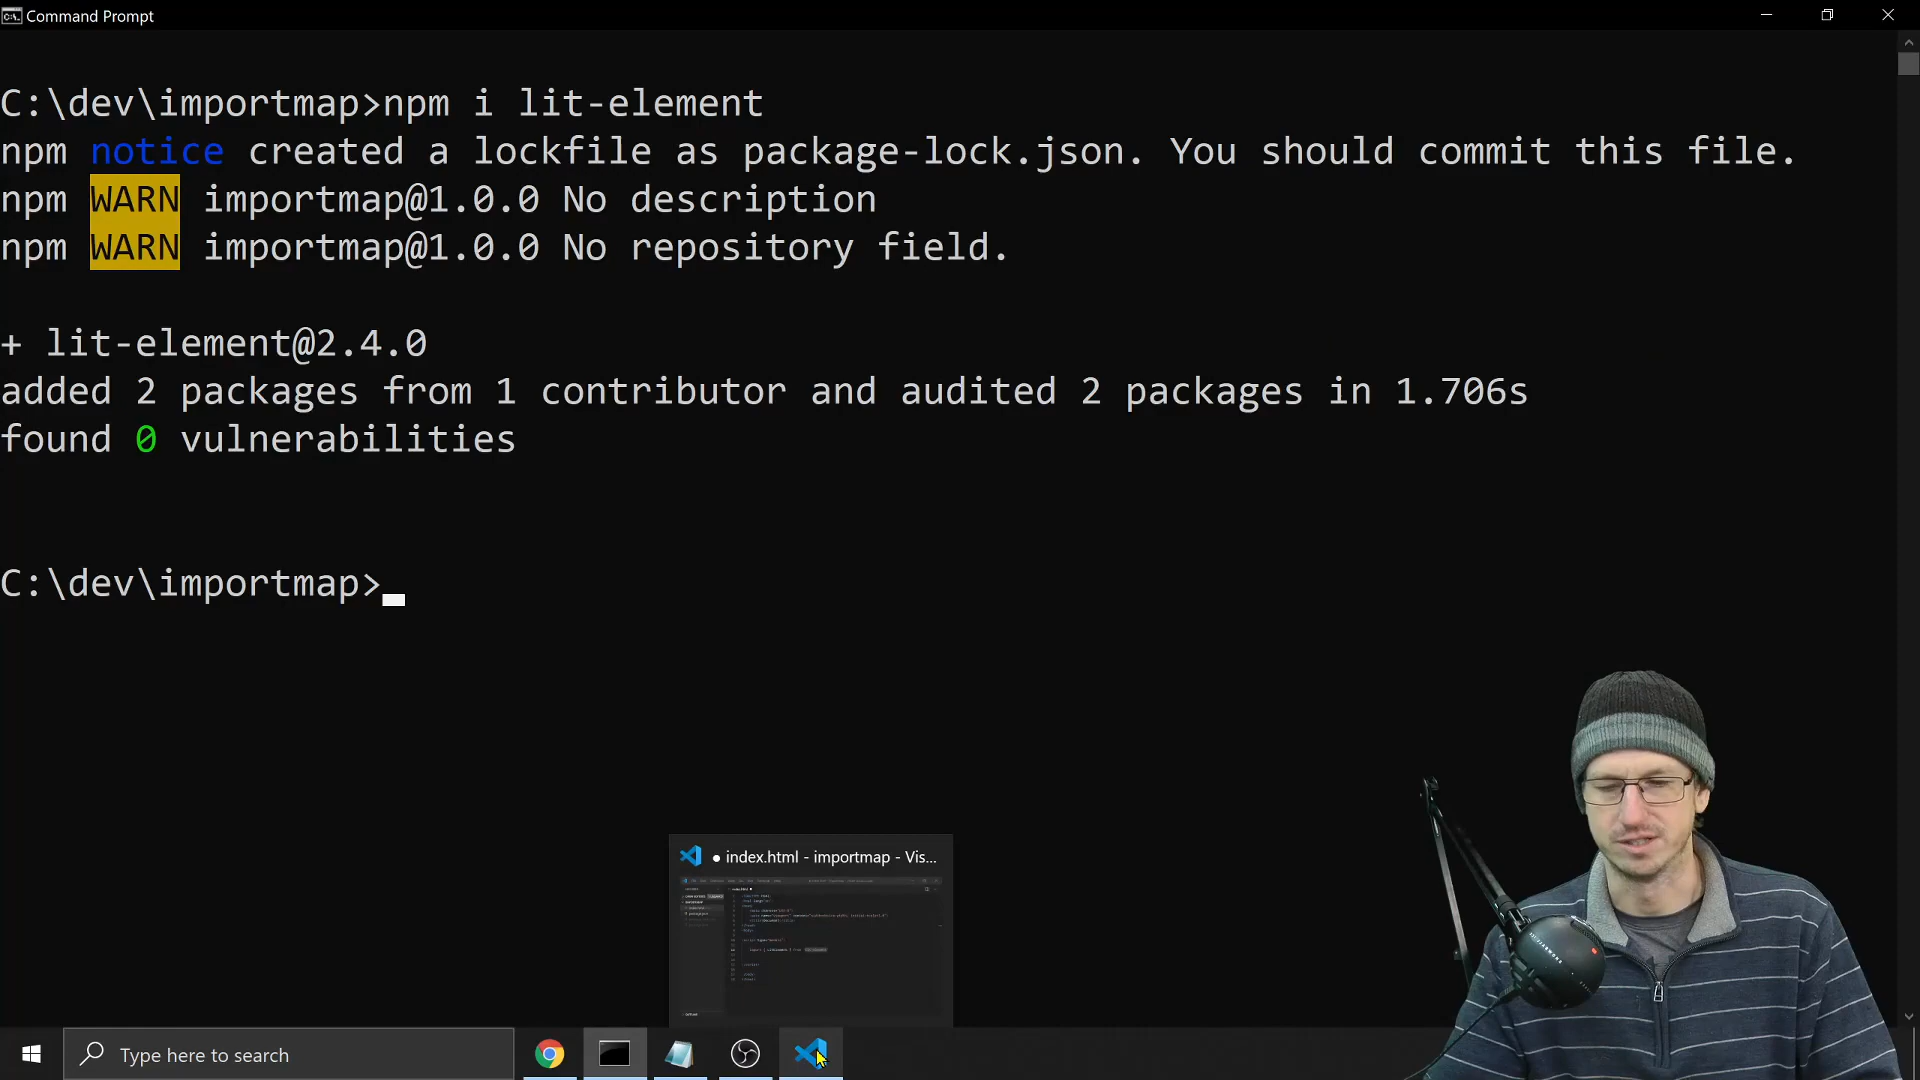 Command Prompt
C:\dev\importmap>npm i lit-element
npm notice created a lockfile as package-lock.json. You should commit this file.
npm WARN importmap@1.0.0 No description
npm WARN importmap@1.0.0 No repository field.
+ lit-element@2.4.0
added 2 packages from 1 contributor and audited 2 packages in 1.706s
found 0 vulnerabilities
C:\dev\importmap>
● index.html - importmap - Vis...
Type here to search